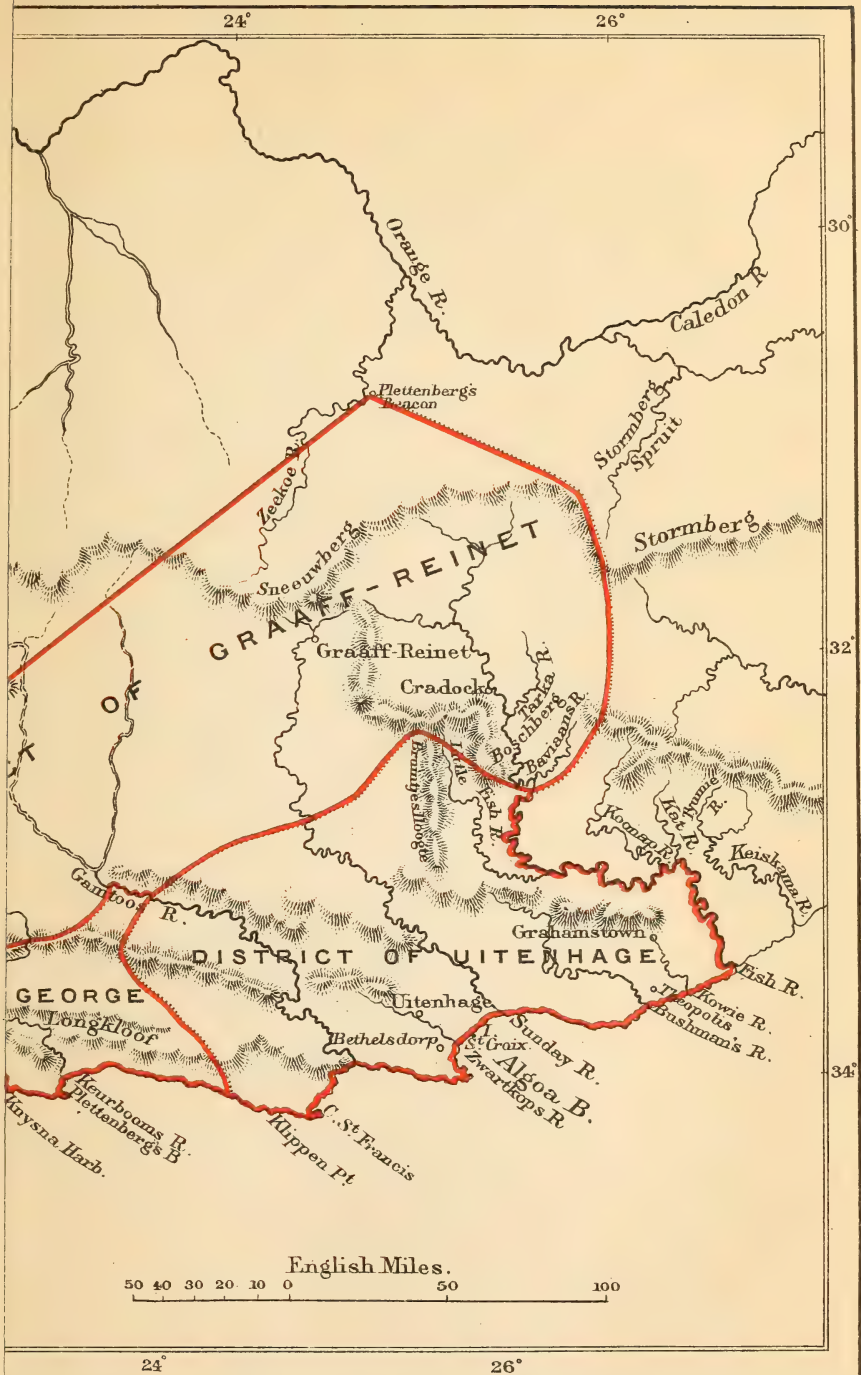 24°
26°
30°
Orange R.
Caledon R
Plettenberg's
Beacon
Stormberg
Spruit
Zeekoe R.
Stormberg
Sneeuwberg
GRAAFF-REINET
32°
Graaff-Reinet
OF
Cradock
Tarka R.
Boschberg
Baviaans R.
K
Bruntjeshoogte
Little Fish R.
Koonap R.
Kat R.
Tyumie
R.
Keiskama R.
Gamtoos R.
Grahamstown
DISTRICT OF UITENHAGE
Fish R.
GEORGE
Kowie R.
Theopolis
Bushman's R.
Uitenhage
Longkloof
Sunday R.
Bethelsdorp
I.
St Croix
Algoa B.
Zwartkops R
34°
Keurbooms R.
Plettenberg's B
Knysna Harb.
C. St. Francis
Klippen Pt.
English Miles.
50 40 30 20 10 0 50 100
24°
26°